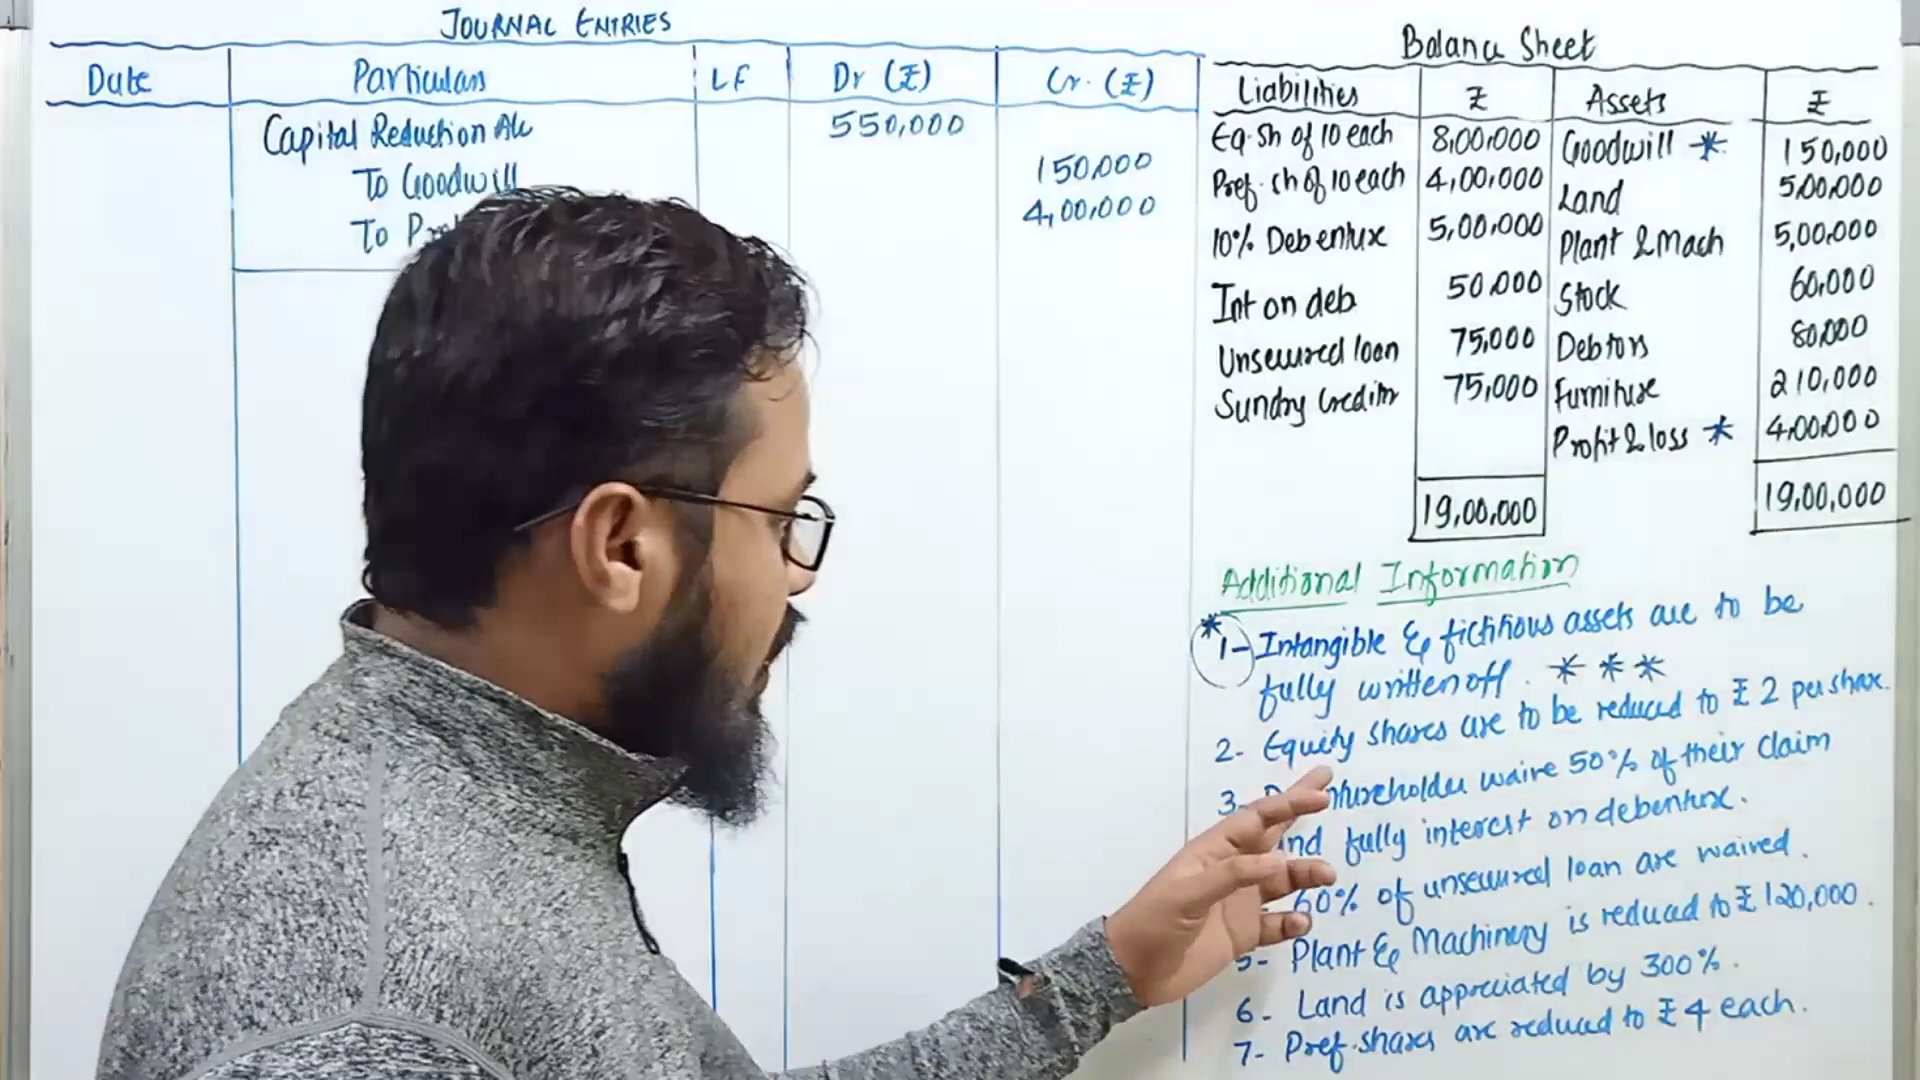 JOURNAL ENTRIES
Date Particulars LF Dr (₹) Cr. (₹)
Capital Reduction A/c 550,000
To Goodwill 150,000
To 4,00,000
Balance Sheet
Liabilities ₹ Assets ₹
Eq. sh of 10 each 8,00,000 Goodwill * 150,000
Pref. sh of 10 each 4,00,000 Land 5,00,000
10% Debenture 5,00,000 Plant & Mach 5,00,000
Int on deb 50,000 Stock 60,000
Unsecured loan 75,000 Debtors 80,000
Sundry Creditor 75,000 Furniture 210,000
Profit & loss * 4,00,000
19,00,000 19,00,000
Additional Information
* 1- Intangible & fictitious assets are to be
fully written off. * * *
2- Equity shares are to be reduced to ₹ 2 per share.
3- waive 50% of their claim
fully interest on debenture.
60% of unsecured loan are waived.
5- Plant & Machinery is reduced to ₹ 120,000.
6- Land is appreciated by 300%.
7- Pref. shares are reduced to ₹ 4 each.